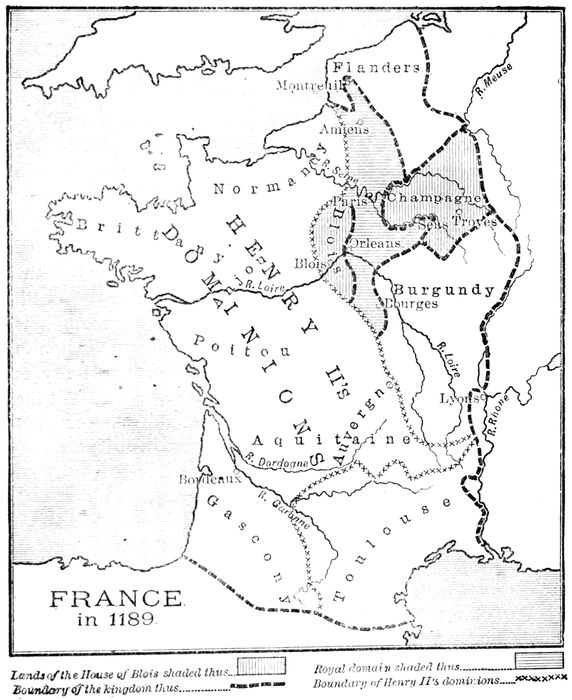 Flanders
R. Meuse
Montreuil
Amiens
Normandy
R. Seine
Paris
Champagne
Sens
Troyes
Brittany
Blois
Orleans
Blois
R. Loire
Anjou
HENRY II's
DOMINIONS
Burgundy
Bourges
Poitou
R. Loire
Lyons
R. Rhone
Auvergne
Aquitaine
R. Dordogne
Bordeaux
R. Garonne
Gascony
Toulouse
FRANCE.
in 1189.
Lands of the House of Blois shaded thus
Boundary of the kingdom thus
Royal domain shaded thus
Boundary of Henry II's dominions